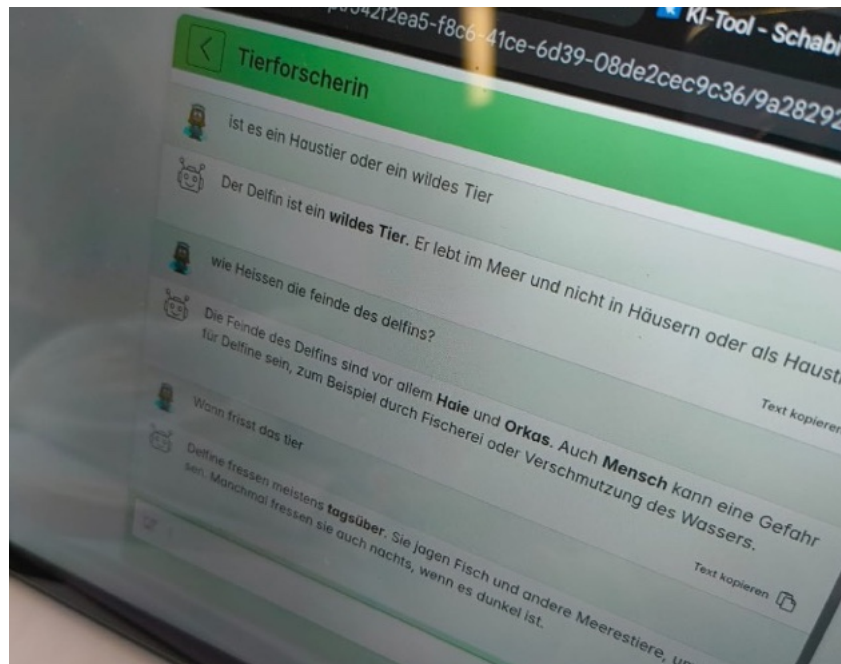 f2ea5-f8c6-41ce-6d39-08de2cec9c36/9a28292
KI-Tool - Schabi
Tierforscherin
ist es ein Haustier oder ein wildes Tier
Der Delfin ist ein wildes Tier. Er lebt im Meer und nicht in Häusern oder als Hausti
Text kopieren
wie Heissen die feinde des delfins?
Die Feinde des Delfins sind vor allem Haie und Orkas. Auch Mensch kann eine Gefahr
für Delfine sein, zum Beispiel durch Fischerei oder Verschmutzung des Wassers.
Text kopieren
Wann frisst das tier
Delfine fressen meistens tagsüber. Sie jagen Fisch und andere Meerestiere, u
sen. Manchmal fressen sie auch nachts, wenn es dunkel ist.